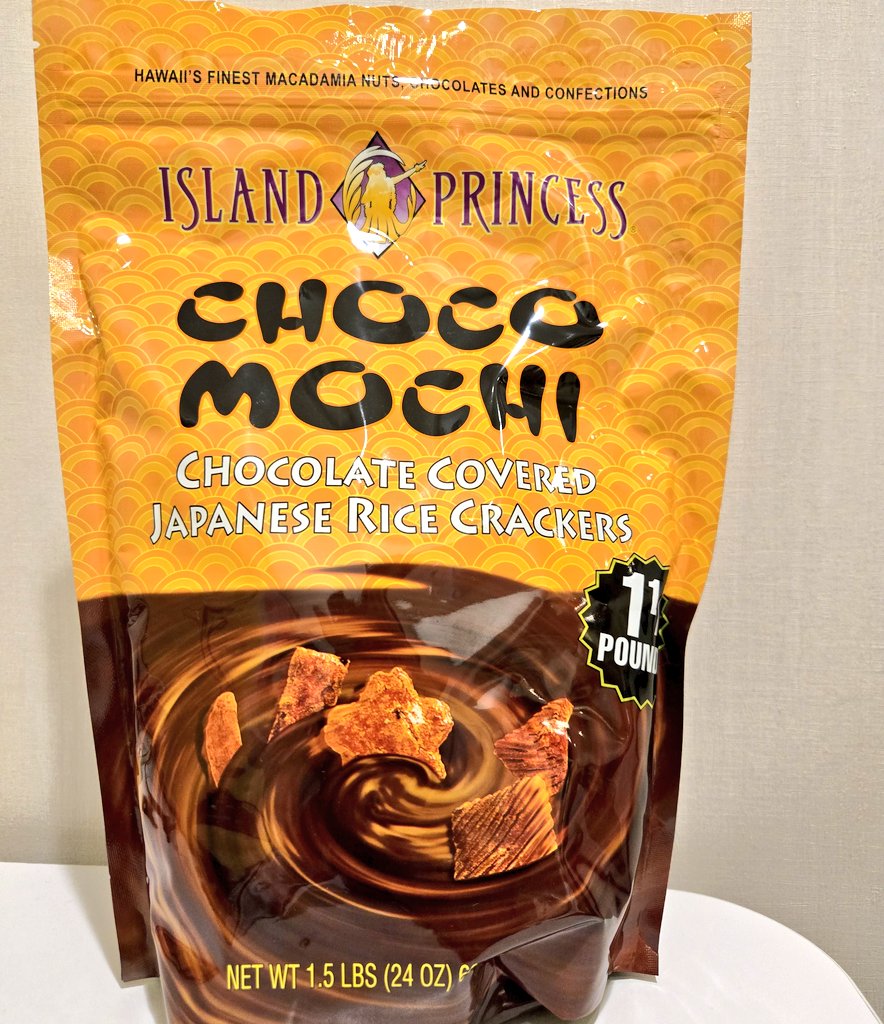 HAWAII'S FINEST MACADAMIA NUTS, CHOCOLATES AND CONFECTIONS
ISLAND PRINCESS
CHOCO
MOCHI
CHOCOLATE COVERED
JAPANESE RICE CRACKERS
POUND
NET WT 1.5 LBS (24 OZ)